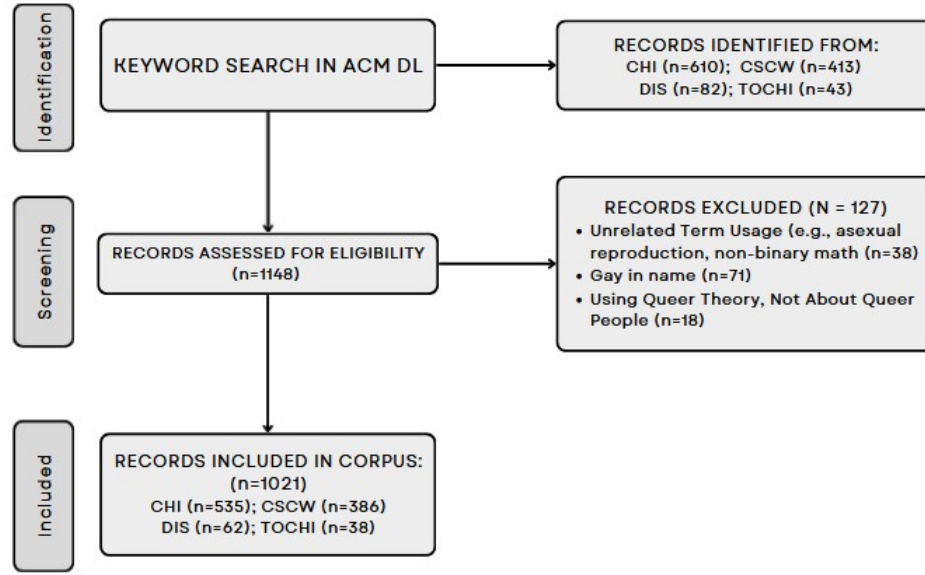 Identification
KEYWORD SEARCH IN ACM DL
RECORDS IDENTIFIED FROM:
CHI (n=610); CSCW (n=413)
DIS (n=82); TOCHI (n=43)
Screening
RECORDS ASSESSED FOR ELIGIBILITY
(n=1148)
RECORDS EXCLUDED (N = 127)
• Unrelated Term Usage (e.g., asexual
reproduction, non-binary math (n=38)
• Gay in name (n=71)
• Using Queer Theory, Not About Queer
People (n=18)
Included
RECORDS INCLUDED IN CORPUS:
(n=1021)
CHI (n=535); CSCW (n=386)
DIS (n=62); TOCHI (n=38)